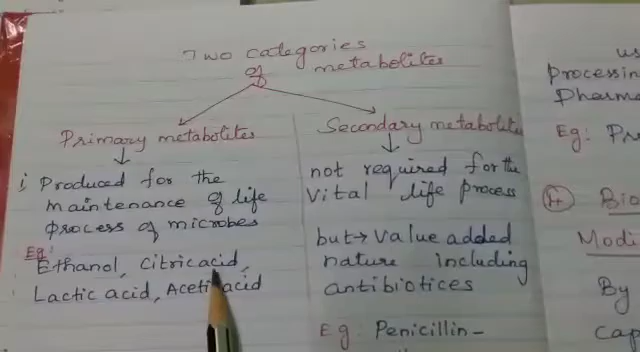 Two categories
of metabolites
Primary metabolites
i Produced for the
maintenance of life
process of microbes
Eg:
Ethanol, Citric acid,
Lactic acid, Acetic acid
Secondary metabolites
not required for the
Vital life process
but→ Value added
nature including
antibiotices
Eg: Penicillin-
us
Processin
Pharma
Eg: Pr
Bio
Modi
By
cap